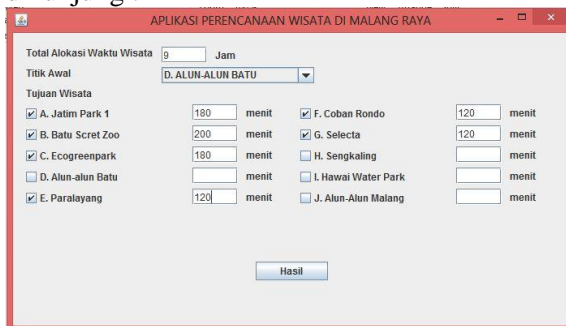 APLIKASI PERENCANAAN WISATA DI MALANG RAYA
Total Alokasi Waktu Wisata 9 Jam
Titik Awal D. ALUN-ALUN BATU
Tujuan Wisata
A. Jatim Park 1 180 menit F. Coban Rondo 120 menit
B. Batu Scret Zoo 200 menit G. Selecta 120 menit
C. Ecogreenpark 180 menit H. Sengkaling menit
D. Alun-alun Batu menit I. Hawai Water Park menit
E. Paralayang 120 menit J. Alun-Alun Malang menit
Hasil